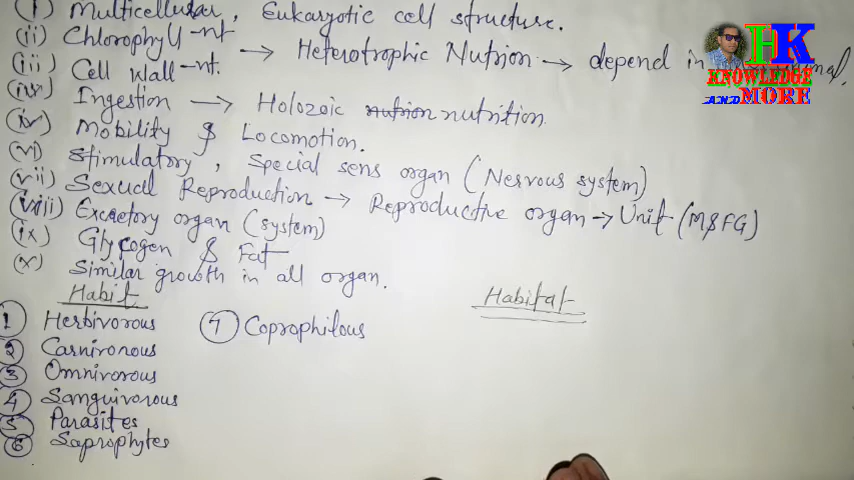 (i) Multicellular, Eukaryotic cell structure.
(ii) Chlorophyll -nt → Heterotrophic Nutrion → depend in
(iii) Cell Wall -nt.
(iv) Ingestion → Holozoic nutrion nutrition
(v) Mobility & Locomotion.
(vi) Stimulatory, Special sens organ (Nervous system)
(vii) Sexual Reproduction → Reproductive organ → Unit (M&FG)
(viii) Excretory organ (system)
(ix) Glycogen & Fat
(x) Similar growth in all organ.
Habit
Habitat
1 Herbivorous
7 Coprophilous
2 Carnivorous
3 Omnivorous
4 Sanguivorous
5 Parasites
6 Saprophytes
HK
KNOWLEDGE
AND MORE